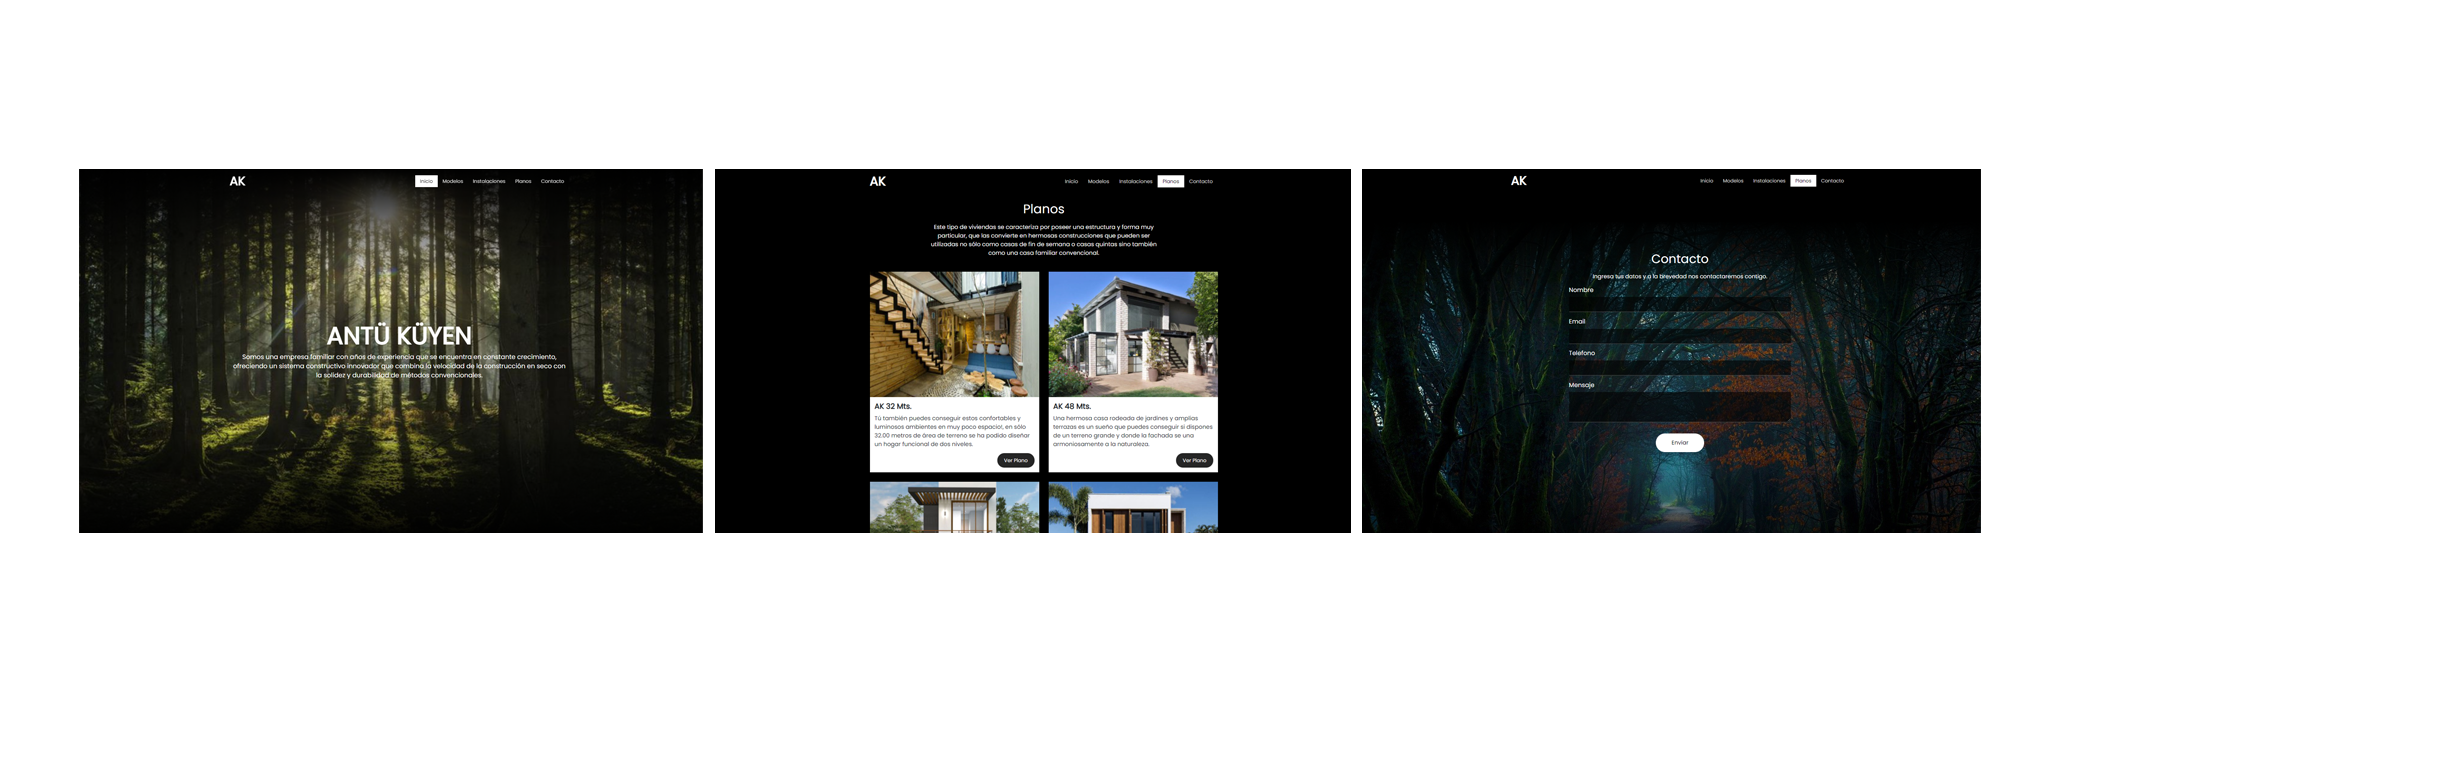 AK
Inicio Modelos Instalaciones Planos Contacto
ANTÜ KÜYEN
Somos una empresa familiar con años de experiencia que se encuentra en constante crecimiento,
ofreciendo un sistema constructivo innovador que combina la velocidad de la construcción en seco con
la solidez y durabilidad de métodos convencionales.
AK
Inicio Modelos Instalaciones Planos Contacto
Planos
Este tipo de viviendas se caracteriza por poseer una estructura y forma muy
particular, que las convierte en hermosas construcciones que pueden ser
utilizadas no sólo como casas de fin de semana o casas quintas sino también
como una casa familiar convencional.
AK 32 Mts.
Tú también puedes conseguir estos confortables y
luminosos ambientes en muy poco espacio!, en sólo
32.00 metros de área de terreno se ha podido diseñar
un hogar funcional de dos niveles.
Ver Plano
AK 48 Mts.
Una hermosa casa rodeada de jardines y amplias
terrazas es un sueño que puedes conseguir si dispones
de un terreno grande y donde la fachada se una
armoniosamente a la naturaleza.
Ver Plano
AK
Inicio Modelos Instalaciones Planos Contacto
Contacto
Ingresa tus datos y a la brevedad nos contactaremos contigo.
Nombre
Email
Telefono
Mensaje
Enviar